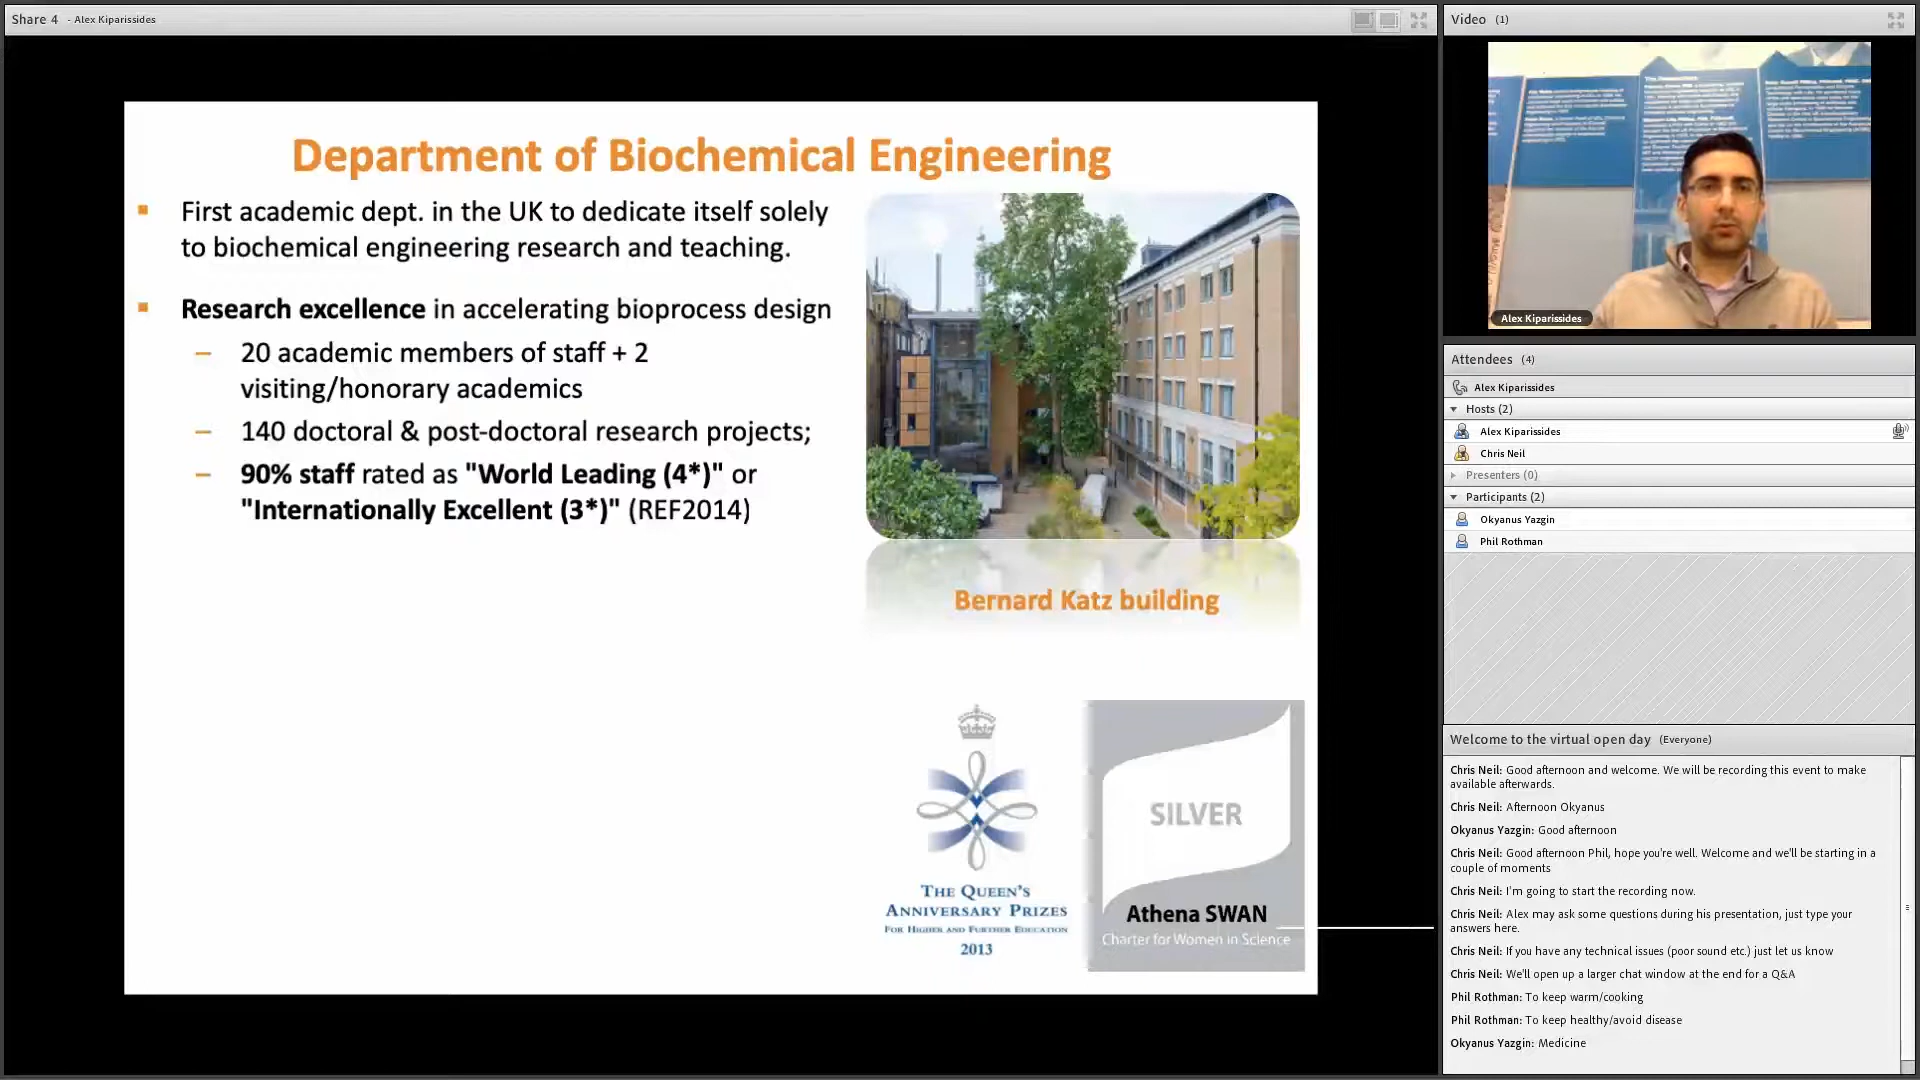 Share 4 - Alex Kiparissides
Department of Biochemical Engineering
First academic dept. in the UK to dedicate itself solely
to biochemical engineering research and teaching.
Research excellence in accelerating bioprocess design
– 20 academic members of staff + 2
visiting/honorary academics
– 140 doctoral & post-doctoral research projects;
– 90% staff rated as "World Leading (4*)" or
"Internationally Excellent (3*)" (REF2014)
Bernard Katz building
THE QUEEN'S
ANNIVERSARY PRIZES
FOR HIGHER AND FURTHER EDUCATION
2013
SILVER
Athena SWAN
Charter for Women in Science
Video (1)
Alex Kiparissides
Attendees (4)
Alex Kiparissides
Hosts (2)
Alex Kiparissides
Chris Neil
Presenters (0)
Participants (2)
Okyanus Yazgin
Phil Rothman
Welcome to the virtual open day (Everyone)
Chris Neil: Good afternoon and welcome. We will be recording this event to make
available afterwards.
Chris Neil: Afternoon Okyanus
Okyanus Yazgin: Good afternoon
Chris Neil: Good afternoon Phil, hope you're well. Welcome and we'll be starting in a
couple of moments
Chris Neil: I'm going to start the recording now.
Chris Neil: Alex may ask some questions during his presentation, just type your
answers here.
Chris Neil: If you have any technical issues (poor sound etc.) just let us know
Chris Neil: We'll open up a larger chat window at the end for a Q&A
Phil Rothman: To keep warm/cooking
Phil Rothman: To keep healthy/avoid disease
Okyanus Yazgin: Medicine